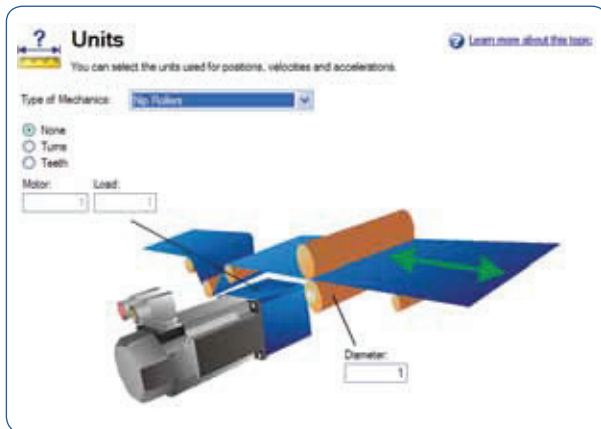 ?
Units
Learn more about this topic
You can select the units used for positions, velocities and accelerations.
Type of Mechanics: Nip Rollers
None
Turns
Teeth
Motor: Load:
1 1
Diameter:
1